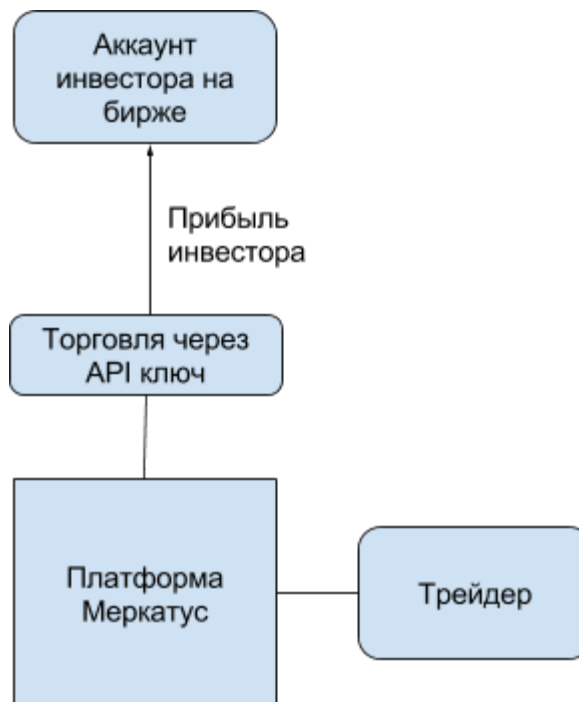 Аккаунт
инвестора на
бирже
Прибыль
инвестора
Торговля через
API ключ
Платформа
Меркатус
Трейдер